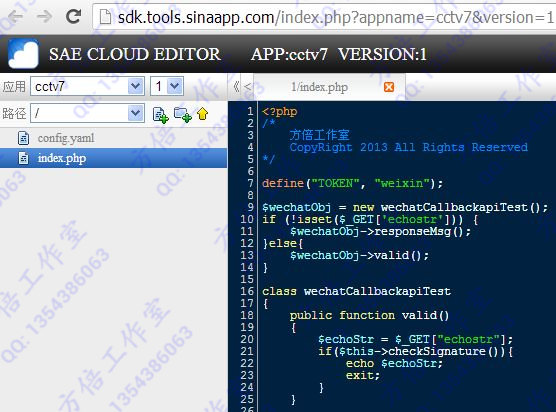 sdk.tools.sinaapp.com/index.php?appname=cctv7&version=1
SAE CLOUD EDITOR APP:cctv7 VERSION:1
应用 cctv7 1
路径 /
config.yaml
index.php
1/index.php
1 <?php
2 /*
3 方倍工作室
4 CopyRight 2013 All Rights Reserved
5 */
6
7 define("TOKEN", "weixin");
8
9 $wechatObj = new wechatCallbackapiTest();
10 if (!isset($_GET['echostr'])) {
11 $wechatObj->responseMsg();
12 }else{
13 $wechatObj->valid();
14 }
15
16 class wechatCallbackapiTest
17 {
18 public function valid()
19 {
20 $echoStr = $_GET["echostr"];
21 if($this->checkSignature()){
22 echo $echoStr;
23 exit;
24 }
25 }
方倍工作室
QQ: 1354386063